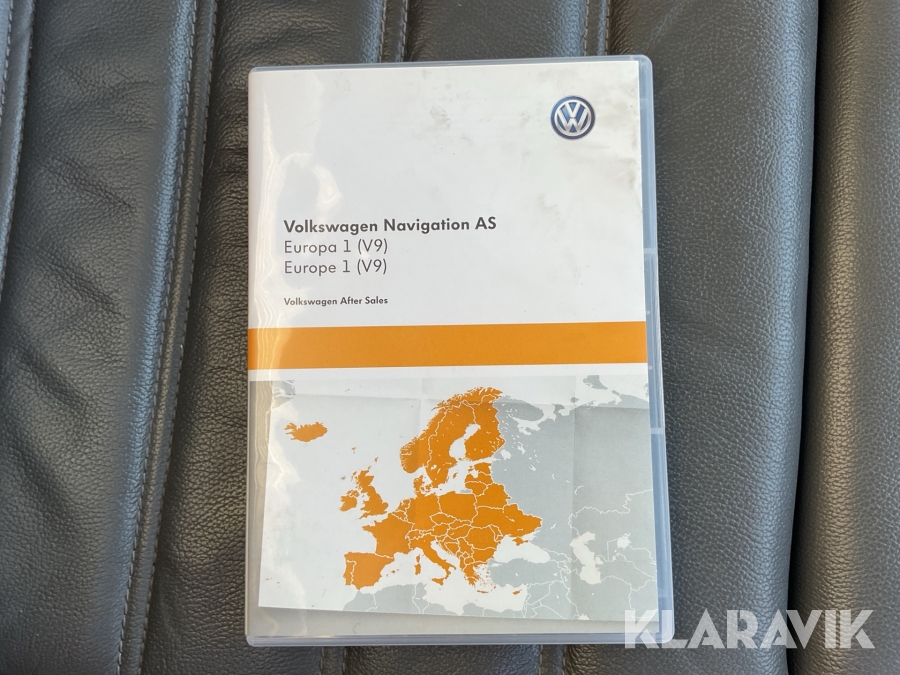 Volkswagen Navigation AS
Europa 1 (V9)
Europe 1 (V9)
Volkswagen After Sales
KLARAVIK